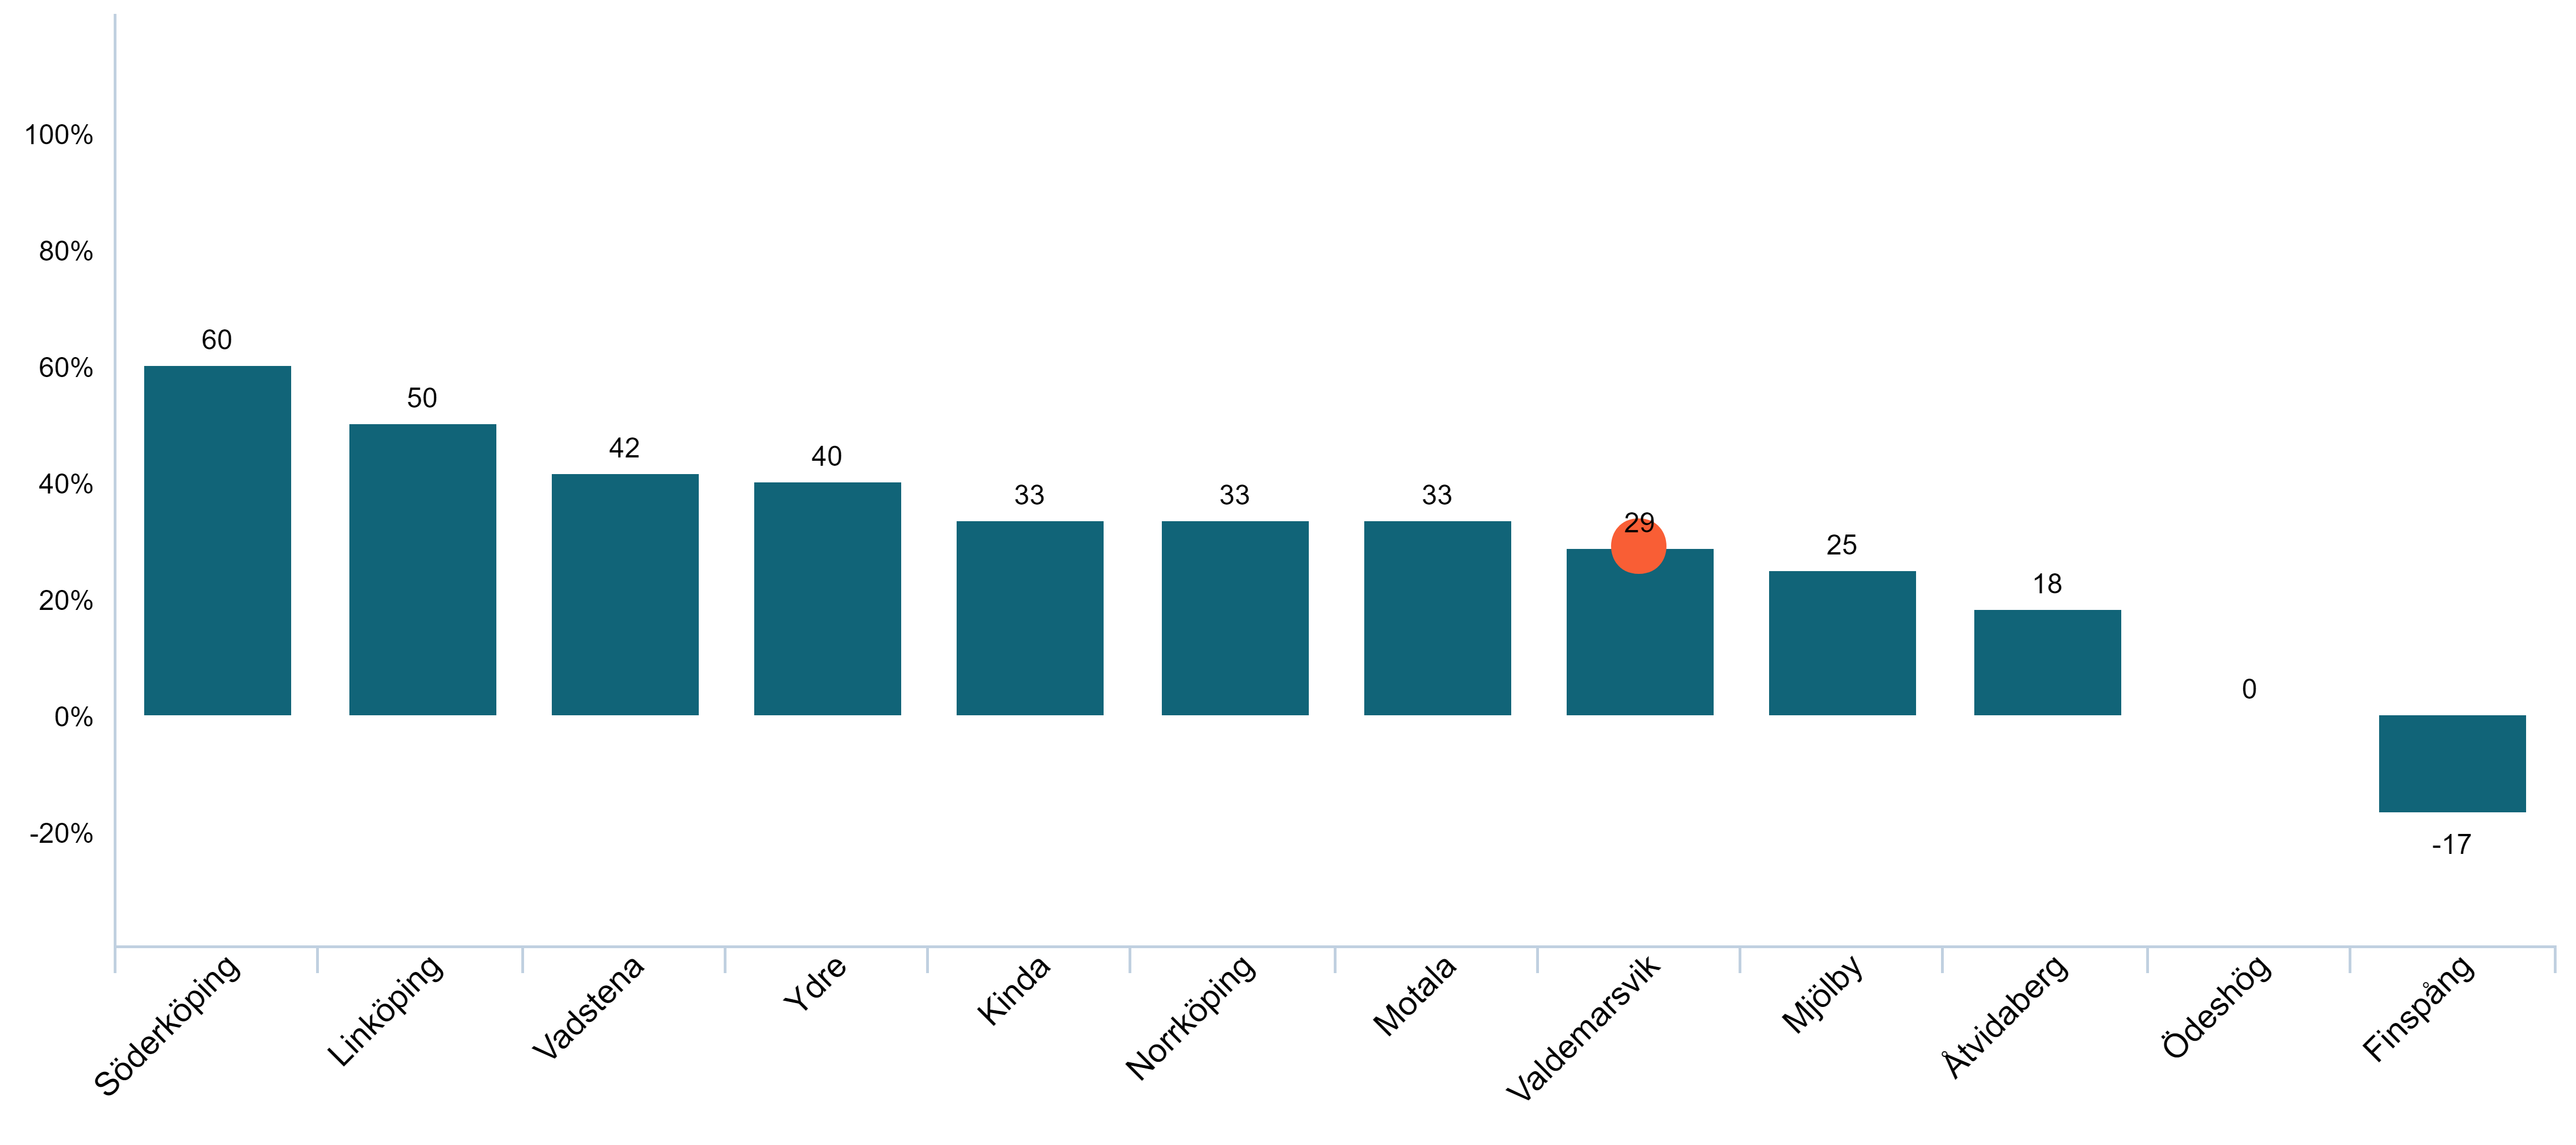 100%
80%
60%
40%
20%
0%
-20%
60
50
42
40
33
33
33
29
25
18
0
-17
Söderköping
Linköping
Vadstena
Ydre
Kinda
Norrköping
Motala
Valdemarsvik
Mjölby
Åtvidaberg
Ödeshög
Finspång